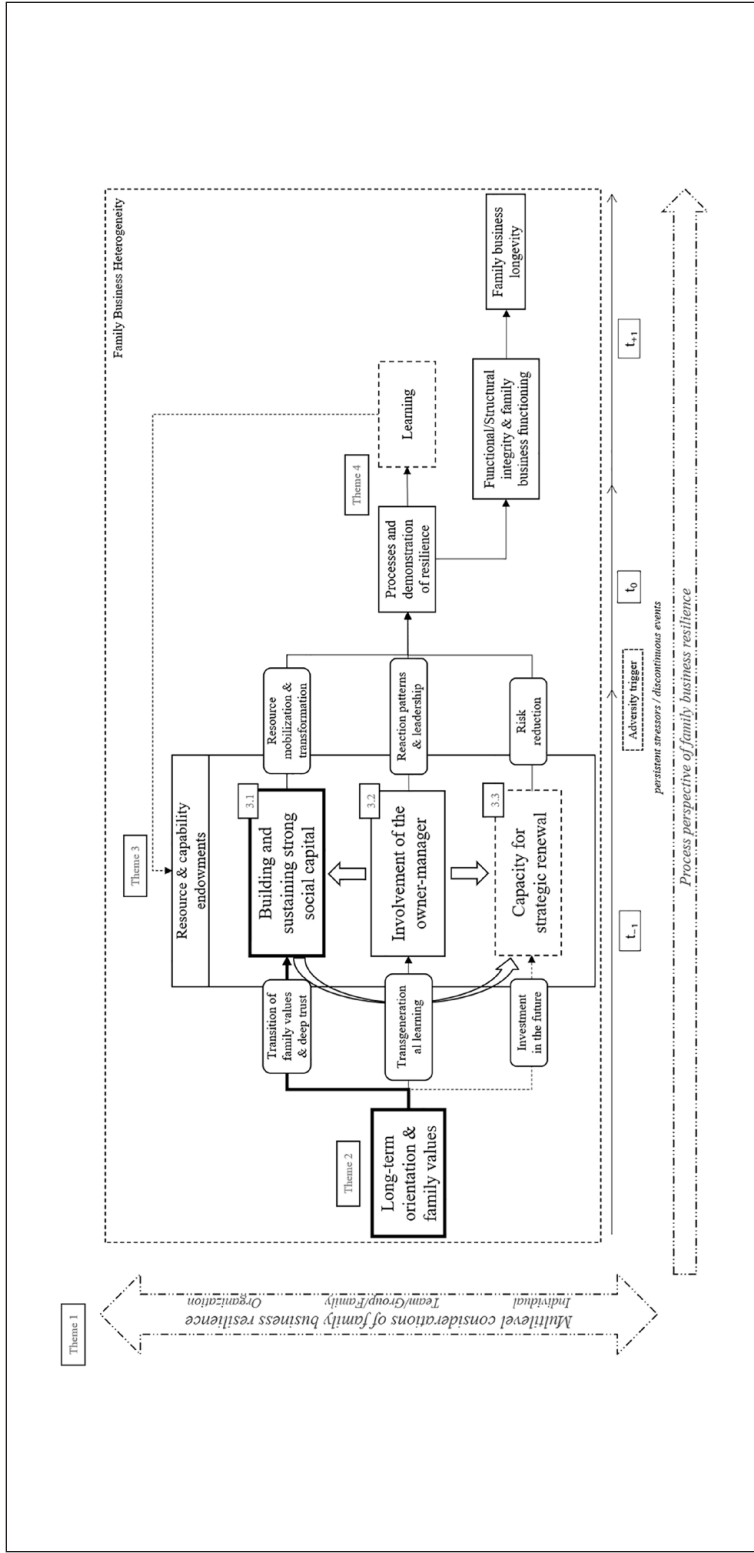 Theme 1
Multilevel considerations of family business resilience
Individual
Team/Group/Family
Organization
Family Business Heterogeneity
Theme 2
Long-term
orientation &
family values
Transition of
family values
& deep trust
Transgeneration
al learning
Investment
in the future
Theme 3
Resource & capability
endowments
3.1
Building and
sustaining strong
social capital
3.2
Involvement of the
owner-manager
3.3
Capacity for
strategic renewal
Resource
mobilization &
transformation
Reaction patterns
& leadership
Risk
reduction
Theme 4
Processes and
demonstration
of resilience
Learning
Functional/Structural
integrity & family
business functioning
Family business
longevity
t–1
Adversity trigger
t0
t+1
persistent stressors / discontinuous events
Process perspective of family business resilience